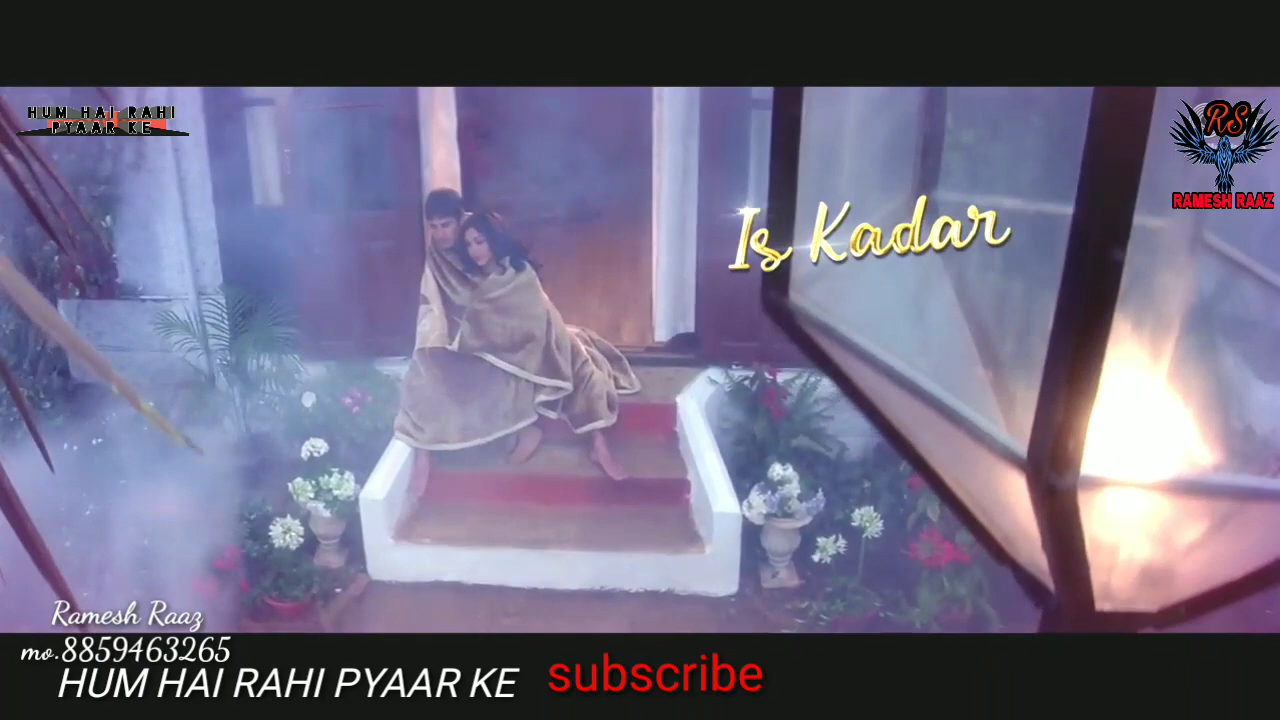 HUM HAI RAHI
PYAAR KE
RS
RAMESH RAAZ
Is Kadar
Ramesh Raaz
mo.8859463265
HUM HAI RAHI PYAAR KE
subscribe